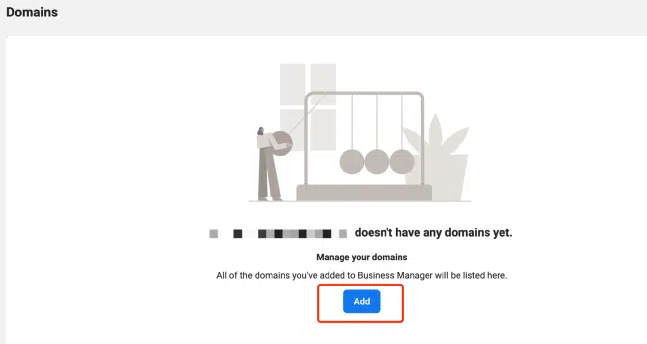 Domains
doesn't have any domains yet.
Manage your domains
All of the domains you've added to Business Manager will be listed here.
Add